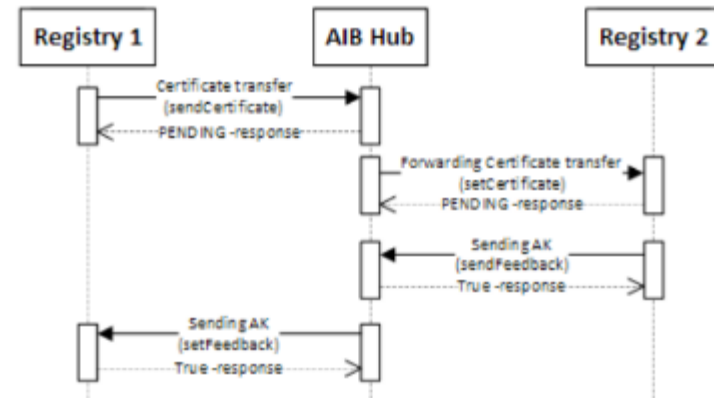 Registry 1
AIB Hub
Registry 2
Certificate transfer
(sendCertificate)
PENDING -response
Forwarding Certificate transfer
(setCertificate)
PENDING -response
Sending AK
(sendFeedback)
True -response
Sending AK
(setFeedback)
True -response